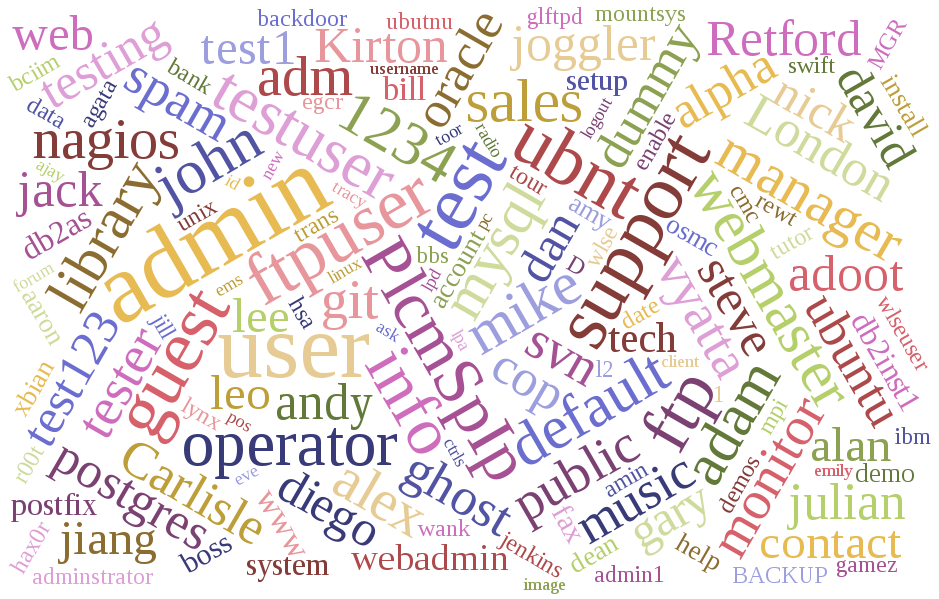 web
backdoor
ubutnu
glftpd
mountsys
bciim
testing
test1
Kirton
oracle
joggler
Retford
MGR
bank
spam
adm
username
bill
setup
dummy
alpha
swift
data
agata
testuser
egcr
1234
sales
logout
nick
david
install
nagios
john
toor
radio
ubnt
enable
London
ajay
new
jack
library
id
tracy
test
tour
support
manager
cmc
rewt
unix
trans
db2as
admin
ftpuser
mysql
dan
amy
osmc
tutor
pc
bbs
account
wlse
D
vyatta
webmaster
adoot
forum
aaron
ems
linux
lpd
PlcmSpIp
mike
steve
wlseuser
jill
hsa
git
date
ubuntu
db2inst1
lee
ask
lpa
tech
test123
guest
user
info
svn
client
xbian
tester
leo
andy
cop
l2
default
ftp
1
adam
mpi
lynx
pos
r00t
operator
ctrls
alan
ibm
monitor
postgres
Carlisle
eve
ghost
public
amin
music
demos
emily
demo
postfix
www
diego
alex
gary
julian
hax0r
jiang
boss
wank
jenkins
fax
dean
help
contact
adminstrator
system
webadmin
image
admin1
BACKUP
gamez